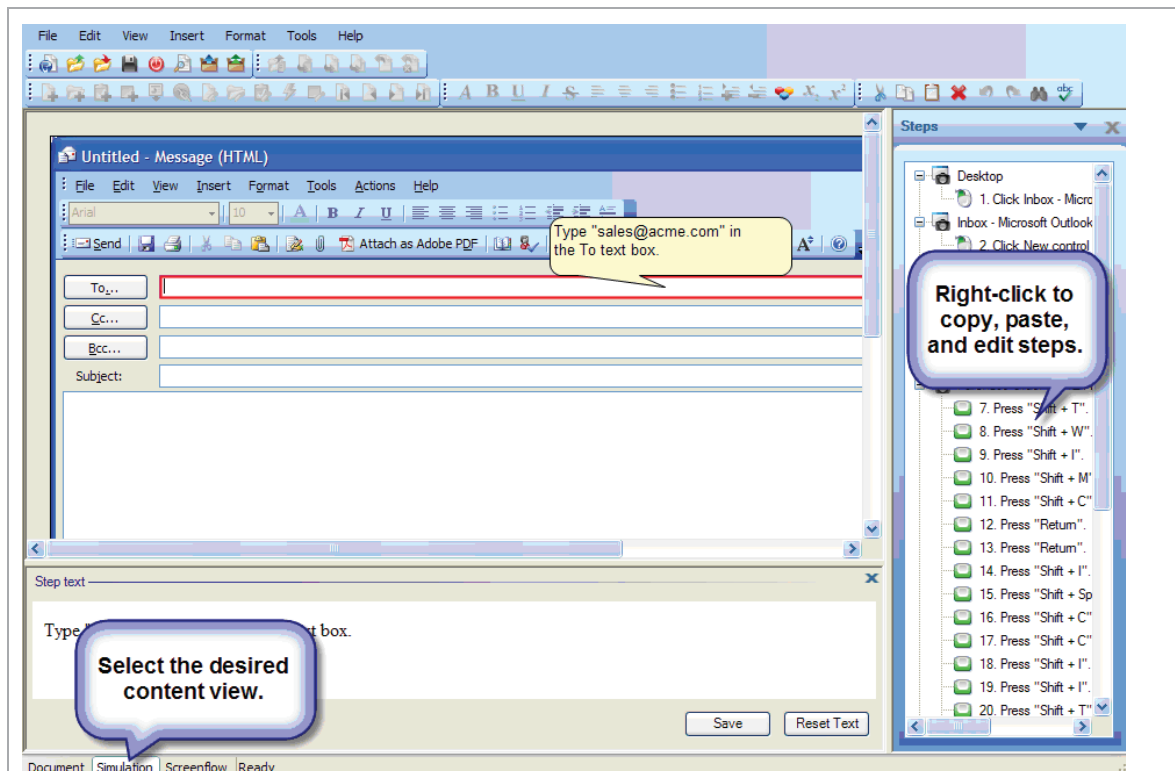 File Edit View Insert Format Tools Help
A B U I S
X₂ x²
abc
Steps
Untitled - Message (HTML)
File Edit View Insert Format Tools Actions Help
Arial 10 A B I U
Send Attach as Adobe PDF
Type "sales@acme.com" in
the To text box.
To...
Cc...
Bcc...
Subject:
Desktop
1. Click Inbox - Micro
Inbox - Microsoft Outlook
2. Click New control
Right-click to
copy, paste,
and edit steps.
7. Press "Shift + T".
8. Press "Shift + W".
9. Press "Shift + I".
10. Press "Shift + M"
11. Press "Shift + C"
12. Press "Return".
13. Press "Return".
14. Press "Shift + I".
15. Press "Shift + Sp
16. Press "Shift + C"
17. Press "Shift + C"
18. Press "Shift + I".
19. Press "Shift + I".
20. Press "Shift + T"
Step text
Type t box.
Select the desired
content view.
Save Reset Text
Document Simulation Screenflow Ready